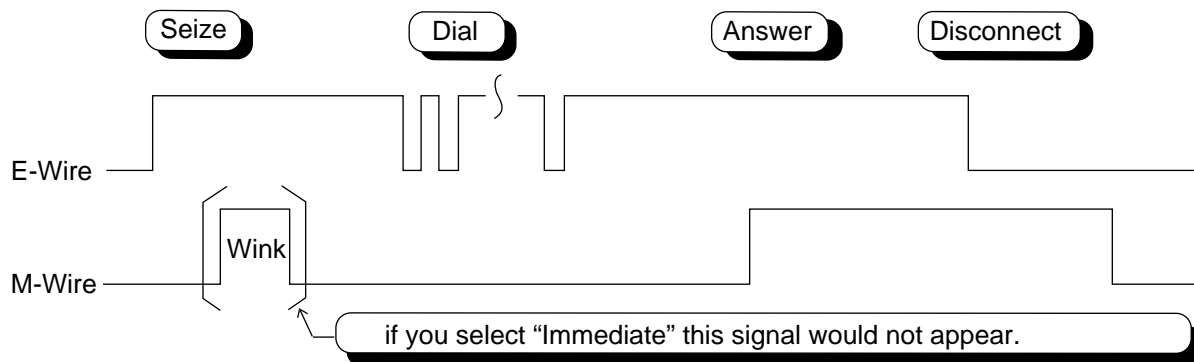 Seize
Dial
Answer
Disconnect
E-Wire
Wink
M-Wire
if you select “Immediate” this signal would not appear.